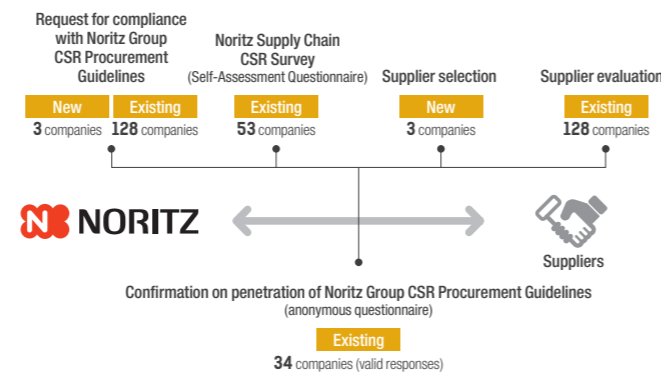 Request for compliance
with Noritz Group
CSR Procurement
Guidelines
New
Existing
3 companies
128 companies
Noritz Supply Chain
CSR Survey
(Self-Assessment Questionnaire)
Existing
53 companies
Supplier selection
New
3 companies
Supplier evaluation
Existing
128 companies
N NORITZ
Suppliers
Confirmation on penetration of Noritz Group CSR Procurement Guidelines
(anonymous questionnaire)
Existing
34 companies (valid responses)